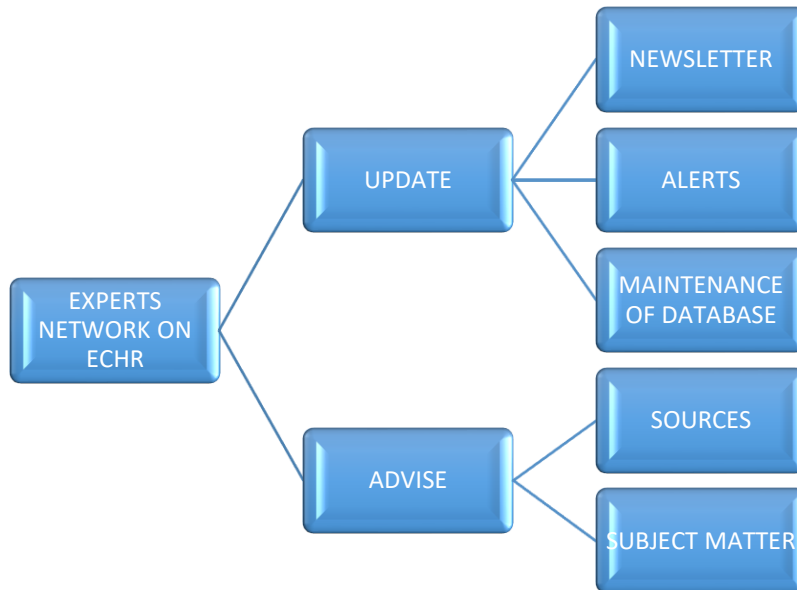 NEWSLETTER
UPDATE
ALERTS
MAINTENANCE
OF DATABASE
EXPERTS
NETWORK ON
ECHR
SOURCES
ADVISE
SUBJECT MATTER